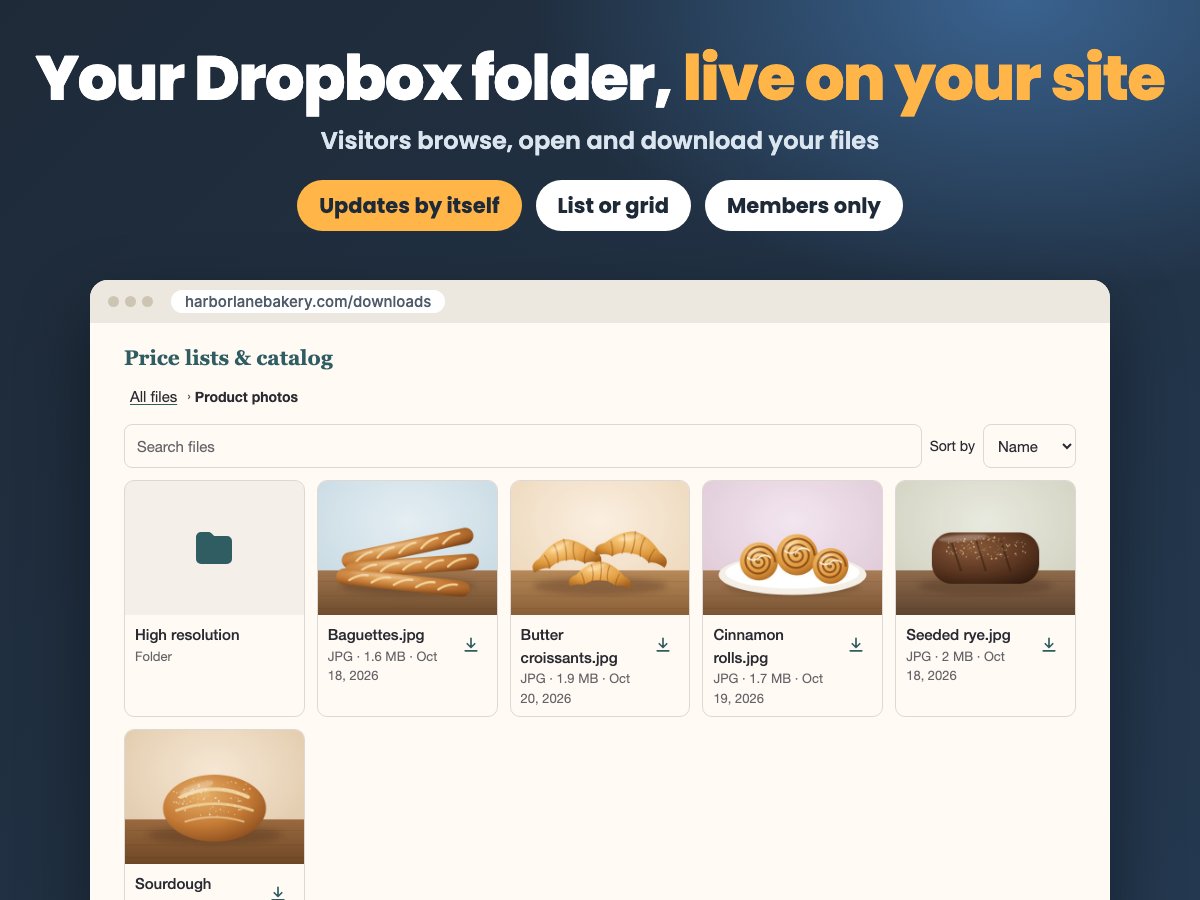 Your Dropbox folder, live on your site
Visitors browse, open and download your files
Updates by itself
List or grid
Members only
harborlanebakery.com/downloads
Price lists & catalog
All files › Product photos
Search files
Sort by
Name
High resolution
Folder
Baguettes.jpg
JPG · 1.6 MB · Oct
18, 2026
Butter
croissants.jpg
JPG · 1.9 MB · Oct
20, 2026
Cinnamon
rolls.jpg
JPG · 1.7 MB · Oct
19, 2026
Seeded rye.jpg
JPG · 2 MB · Oct
18, 2026
Sourdough